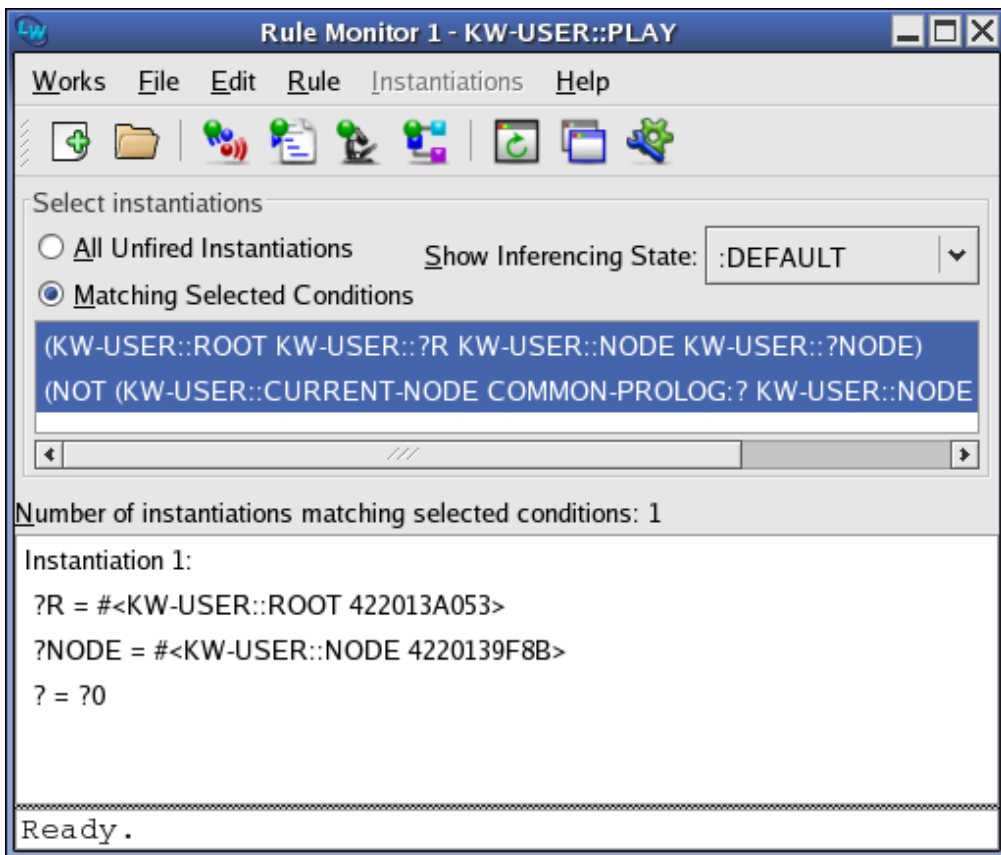 LW
Rule Monitor 1 - KW-USER::PLAY
Works File Edit Rule Instantiations Help
Select instantiations
All Unfired Instantiations
Show Inferencing State: :DEFAULT
Matching Selected Conditions
(KW-USER::ROOT KW-USER::?R KW-USER::NODE KW-USER::?NODE)
(NOT (KW-USER::CURRENT-NODE COMMON-PROLOG:? KW-USER::NODE
Number of instantiations matching selected conditions: 1
Instantiation 1:
?R = #<KW-USER::ROOT 422013A053>
?NODE = #<KW-USER::NODE 4220139F8B>
? = ?0
Ready.